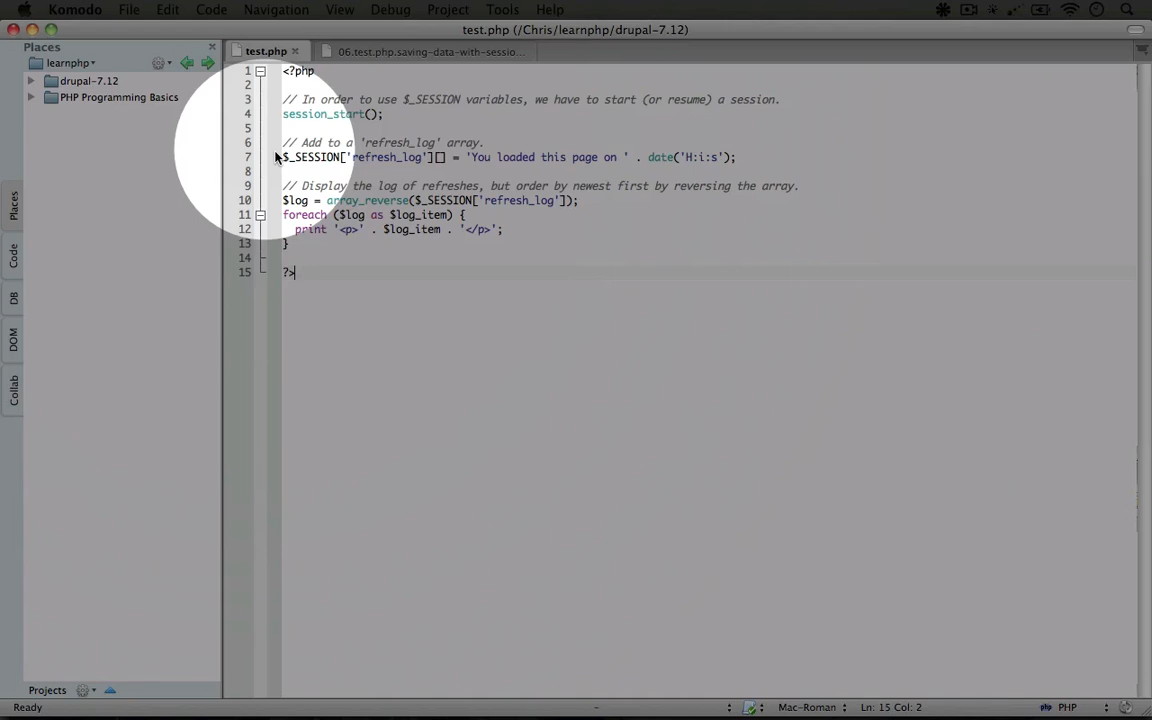 Komodo File Edit Code Navigation View Debug Project Tools Help
test.php (/Chris/learnphp/drupal-7.12)
Places
learnphp
drupal-7.12
PHP Programming Basics
Places
Code
DB
DOM
Collab
test.php 06.test.php.saving-data-with-sessio...
1 <?php
2
3 // In order to use $_SESSION variables, we have to start (or resume) a session.
4 session_start();
5
6 // Add to a 'refresh_log' array.
7 $_SESSION['refresh_log'][] = 'You loaded this page on ' . date('H:i:s');
8
9 // Display the log of refreshes, but order by newest first by reversing the array.
10 $log = array_reverse($_SESSION['refresh_log']);
11 foreach ($log as $log_item) {
12 print '<p>' . $log_item . '</p>';
13 }
14
15 ?>
Projects
Ready Mac-Roman Ln: 15 Col: 2 php PHP